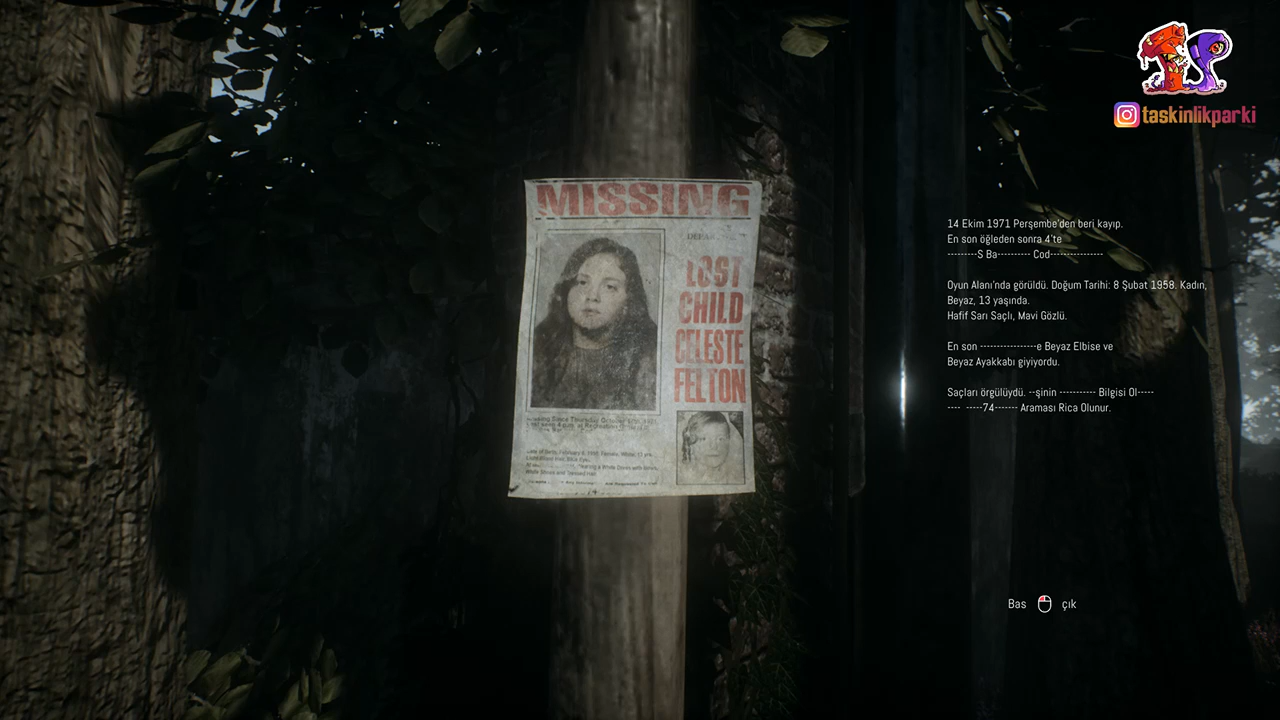 taskinlikparki
MISSING
LOST
CHILD
CELESTE
FELTON
14 Ekim 1971 Perşembe'den beri kayıp.
En son öğleden sonra 4'te
---------S Ba---------- Cod---------------
Oyun Alanı'nda görüldü. Doğum Tarihi: 8 Şubat 1958. Kadın,
Beyaz, 13 yaşında.
Hafif Sarı Saçlı, Mavi Gözlü.
En son -----------------e Beyaz Elbise ve
Beyaz Ayakkabı giyiyordu.
Saçları örgülüydü. --şinin ---------- Bilgisi Ol-----
---- -----74------- Araması Rica Olunur.
Bas çık